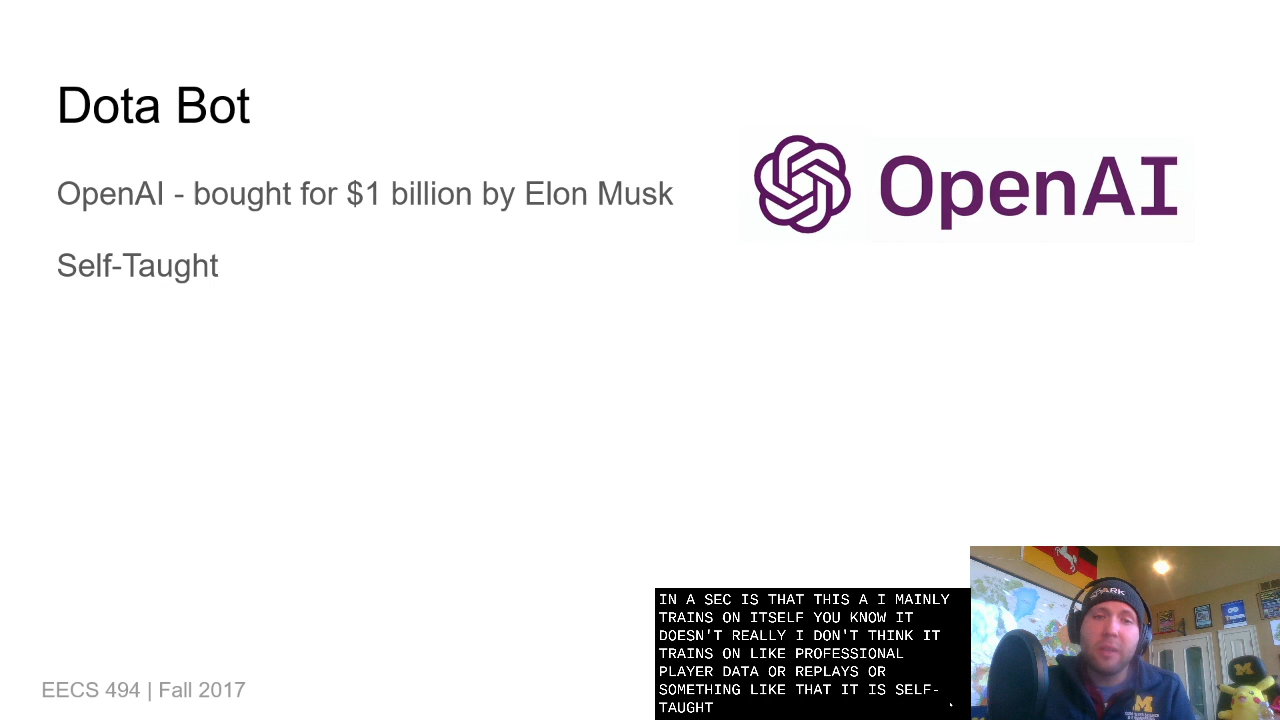 Dota Bot
OpenAI - bought for $1 billion by Elon Musk
Self-Taught
OpenAI
IN A SEC IS THAT THIS A I MAINLY
TRAINS ON ITSELF YOU KNOW IT
DOESN'T REALLY I DON'T THINK IT
TRAINS ON LIKE PROFESSIONAL
PLAYER DATA OR REPLAYS OR
SOMETHING LIKE THAT IT IS SELF-
TAUGHT
EECS 494 | Fall 2017
M
M